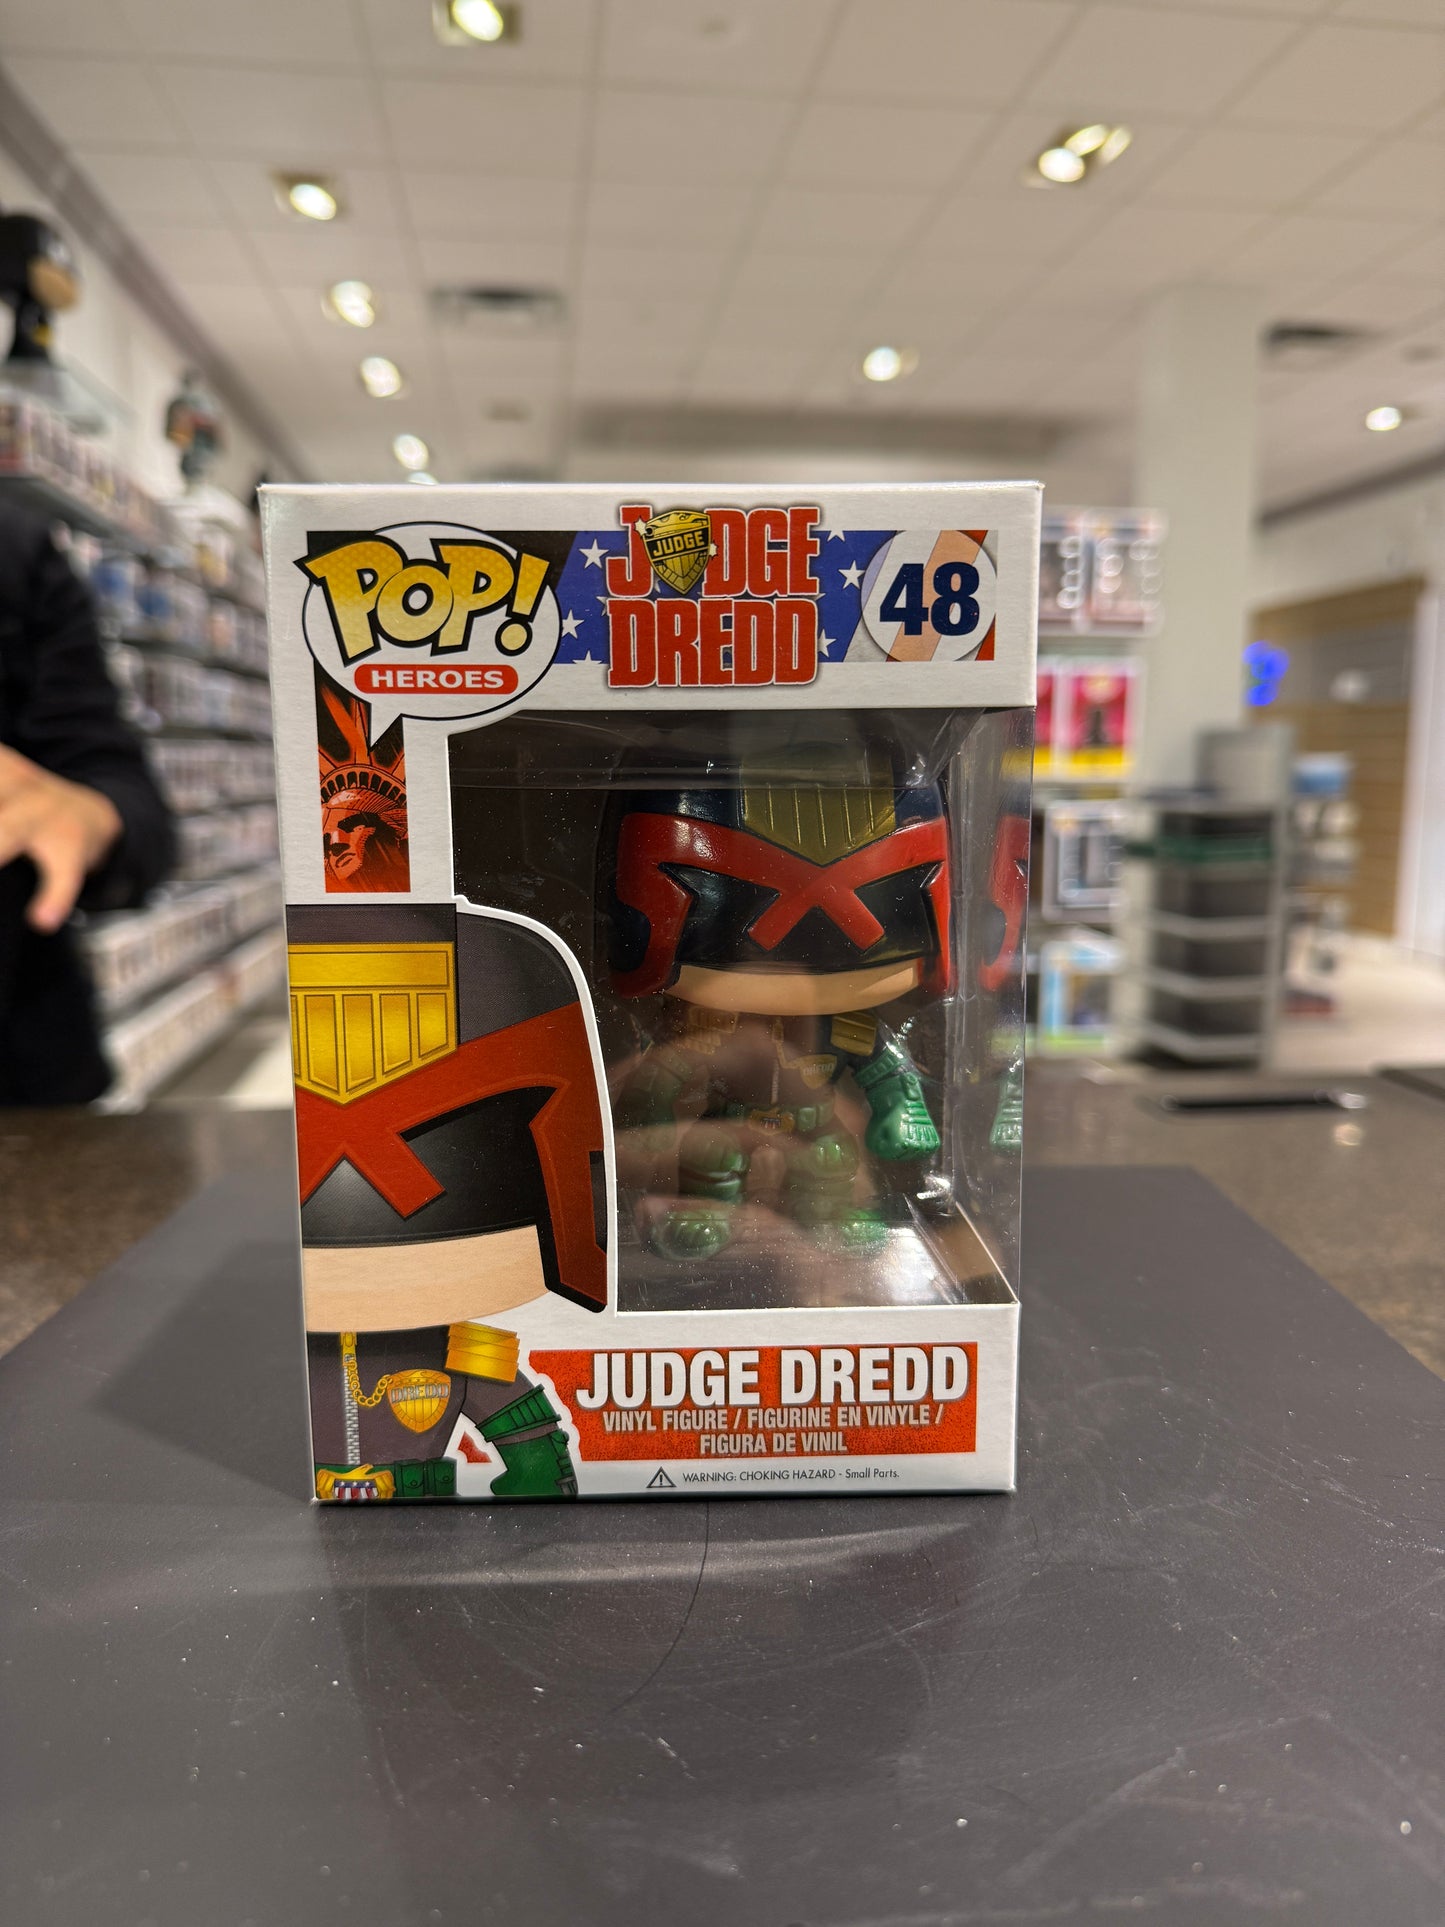 POP!
HEROES
JUDGE
JUDGE
DREDD
48
JUDGE DREDD
VINYL FIGURE / FIGURINE EN VINYLE /
FIGURA DE VINIL
WARNING: CHOKING HAZARD - Small Parts.